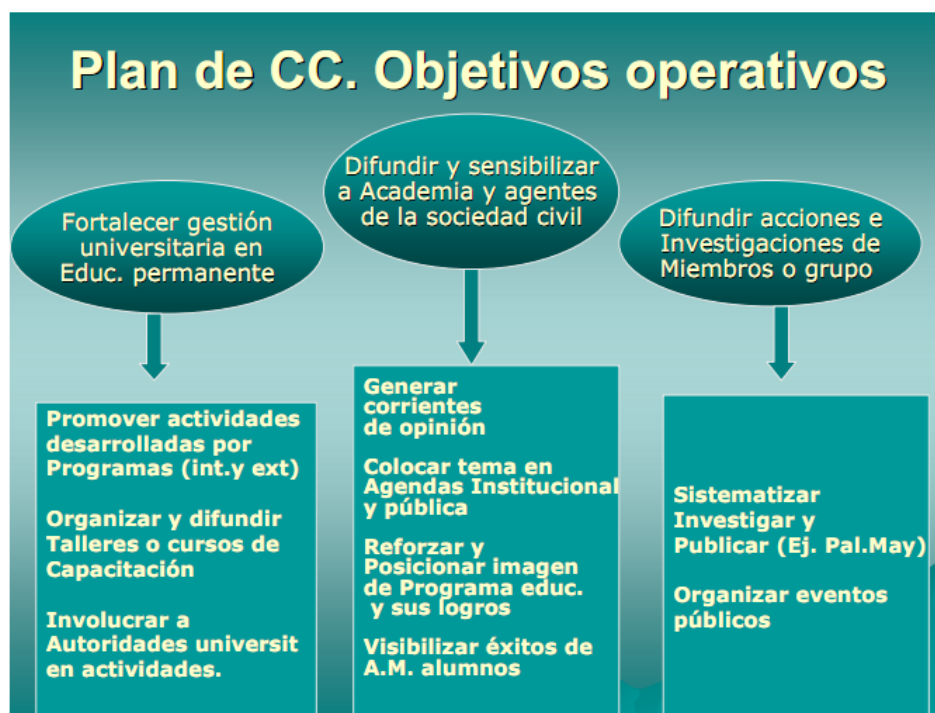 Plan de CC. Objetivos operativos
Fortalecer gestión
universitaria en
Educ. permanente
Difundir y sensibilizar
a Academia y agentes
de la sociedad civil
Difundir acciones e
Investigaciones de
Miembros o grupo
Promover actividades
desarrolladas por
Programas (int.y ext)
Organizar y difundir
Talleres o cursos de
Capacitación
Involucrar a
Autoridades universit
en actividades.
Generar
corrientes
de opinión
Colocar tema en
Agendas Institucional
y pública
Reforzar y
Posicionar imagen
de Programa educ.
y sus logros
Visibilizar éxitos de
A.M. alumnos
Sistematizar
Investigar y
Publicar (Ej. Pal.May)
Organizar eventos
públicos